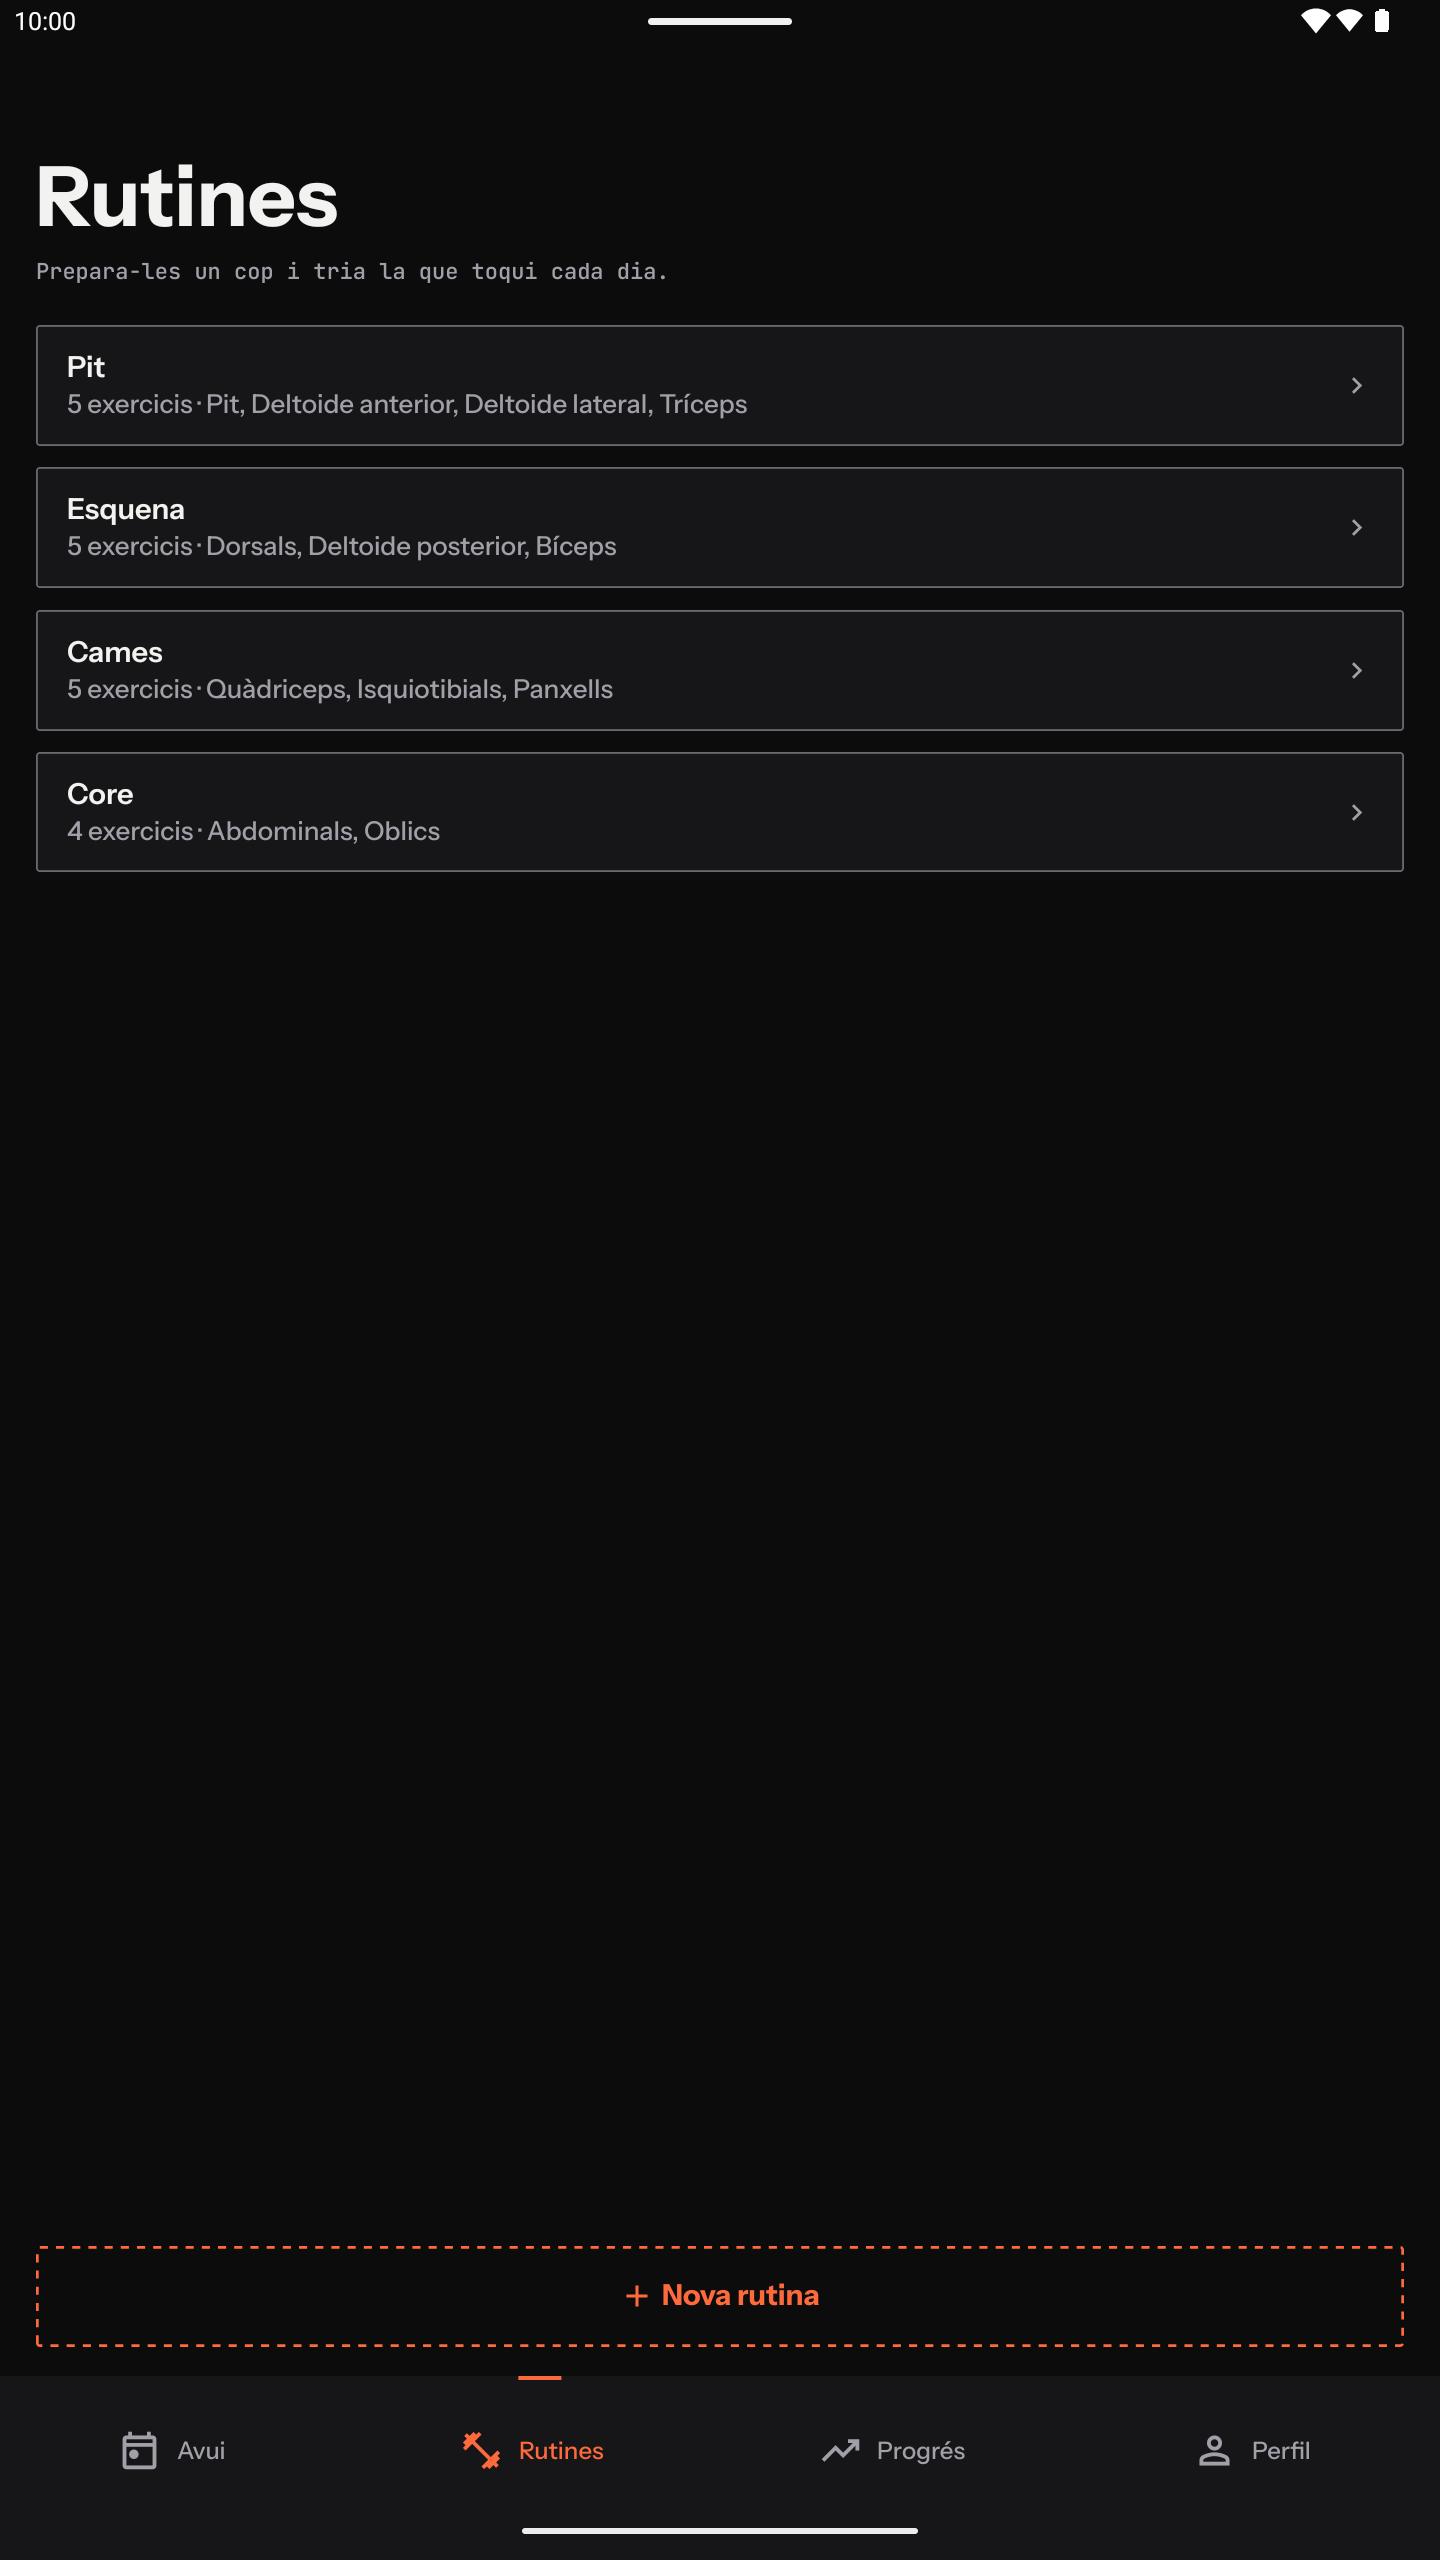 10:00
Rutines
Prepara-les un cop i tria la que toqui cada dia.
Pit
5 exercicis · Pit, Deltoide anterior, Deltoide lateral, Tríceps
Esquena
5 exercicis · Dorsals, Deltoide posterior, Bíceps
Cames
5 exercicis · Quàdriceps, Isquiotibials, Panxells
Core
4 exercicis · Abdominals, Oblics
+ Nova rutina
Avui Rutines Progrés Perfil